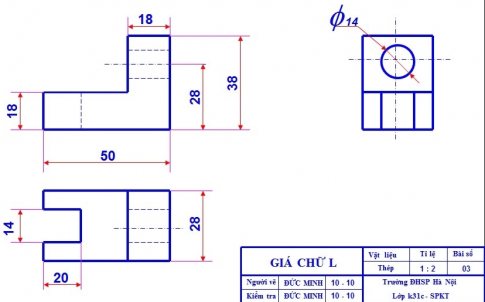 18
ϕ14
18
28
38
50
14
28
20
GIÁ CHỮ L
Vật liệu Tỉ lệ Bài số
Thép 1 : 2 03
Người vẽ ĐỨC MINH 10 - 10 Trường ĐHSP Hà Nội
Kiểm tra ĐỨC MINH 10 - 10 Lớp k31c - SPKT